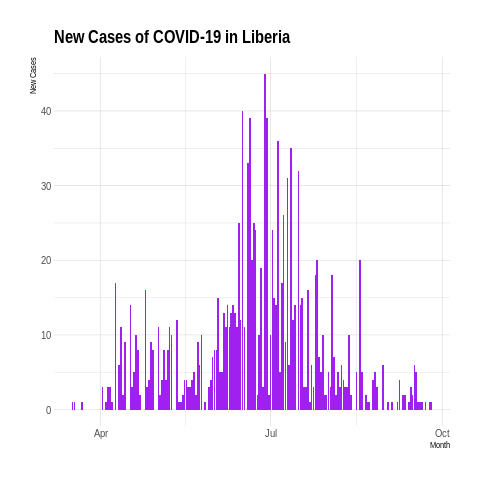 New Cases of COVID-19 in Liberia
New Cases
40
30
20
10
0
Apr
Jul
Oct
Month